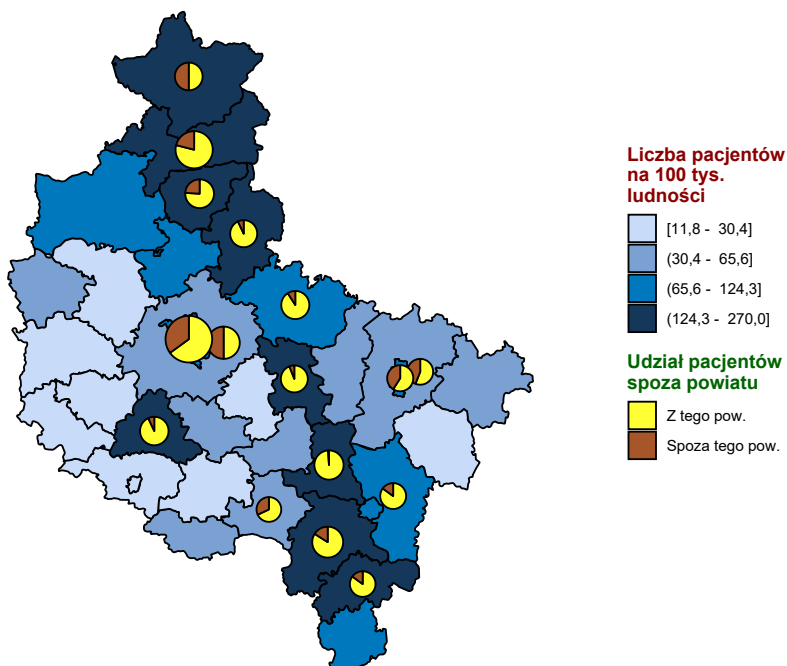 Liczba pacjentów
na 100 tys.
ludności
[11,8 - 30,4]
(30,4 - 65,6]
(65,6 - 124,3]
(124,3 - 270,0]
Udział pacjentów
spoza powiatu
Z tego pow.
Spoza tego pow.